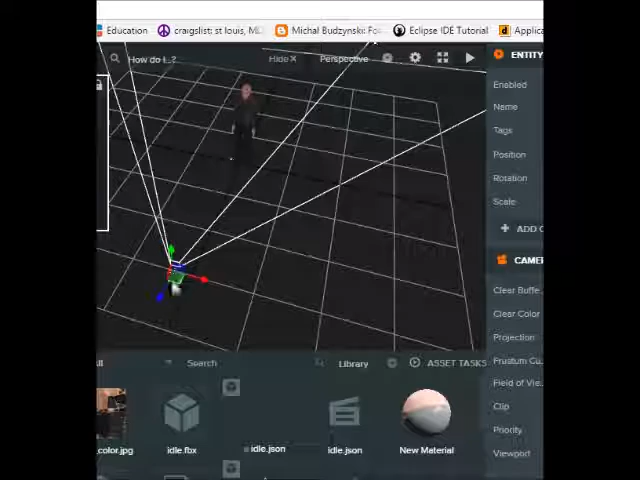 Education craigslist: st louis, M Michal Budzynski: Fo Eclipse IDE Tutorial d Applica
How do I...? Hide X Perspective ENTITY
Enabled
Name
Tags
Position
Rotation
Scale
+ ADD C
CAMER
Clear Buffe..
Clear Color
Projection
Frustum Cu..
Field of Vie..
Clip
Priority
Viewport
All Search Library ASSET TASKS
color.jpg idle.fbx idle.json idle.json New Material